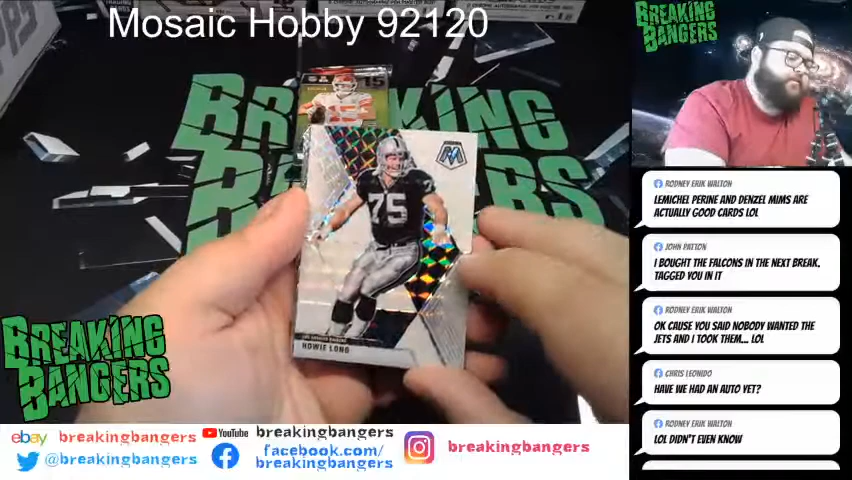 Mosaic Hobby 92120
BREAKING
BANGERS
15
BREAKING
75
M
HOWIE LONG
BREAKING
BANGERS
RODNEY ERIK WALTON
LEMICHEL PERINE AND DENZEL MIMS ARE
ACTUALLY GOOD CARDS LOL
JOHN PATTON
I BOUGHT THE FALCONS IN THE NEXT BREAK.
TAGGED YOU IN IT
RODNEY ERIK WALTON
OK CAUSE YOU SAID NOBODY WANTED THE
JETS AND I TOOK THEM... LOL
CHRIS LEONIDO
HAVE WE HAD AN AUTO YET?
RODNEY ERIK WALTON
LOL DIDN'T EVEN KNOW
ebay breakingbangers YouTube breakingbangers
@breakingbangers facebook.com/
breakingbangers
breakingbangers